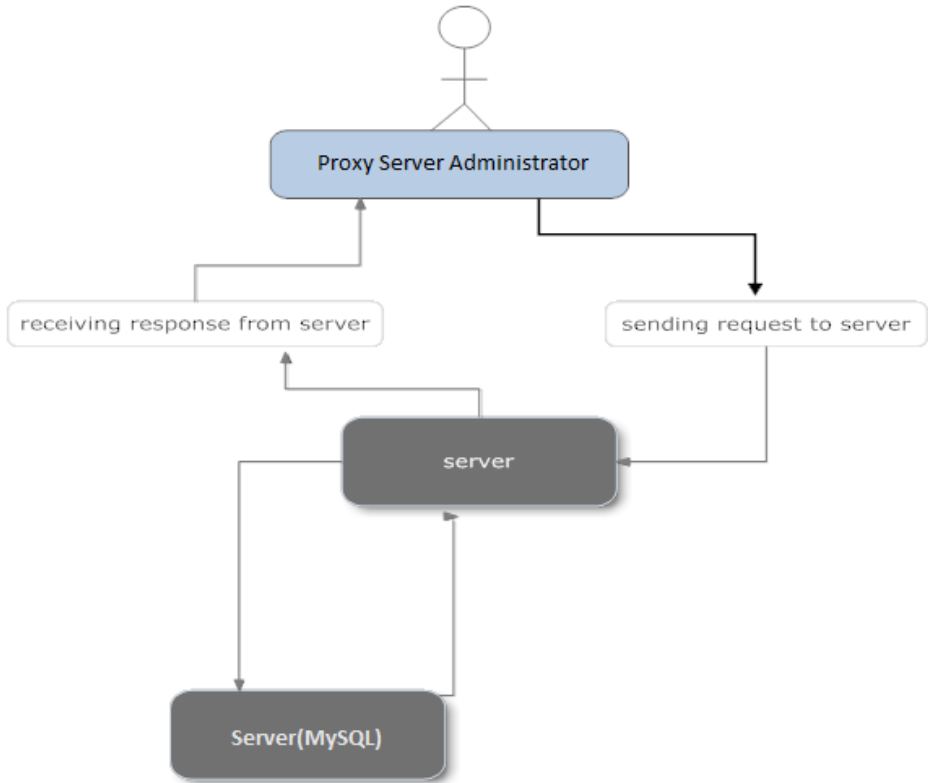 Proxy Server Administrator
receiving response from server
sending request to server
server
Server(MySQL)